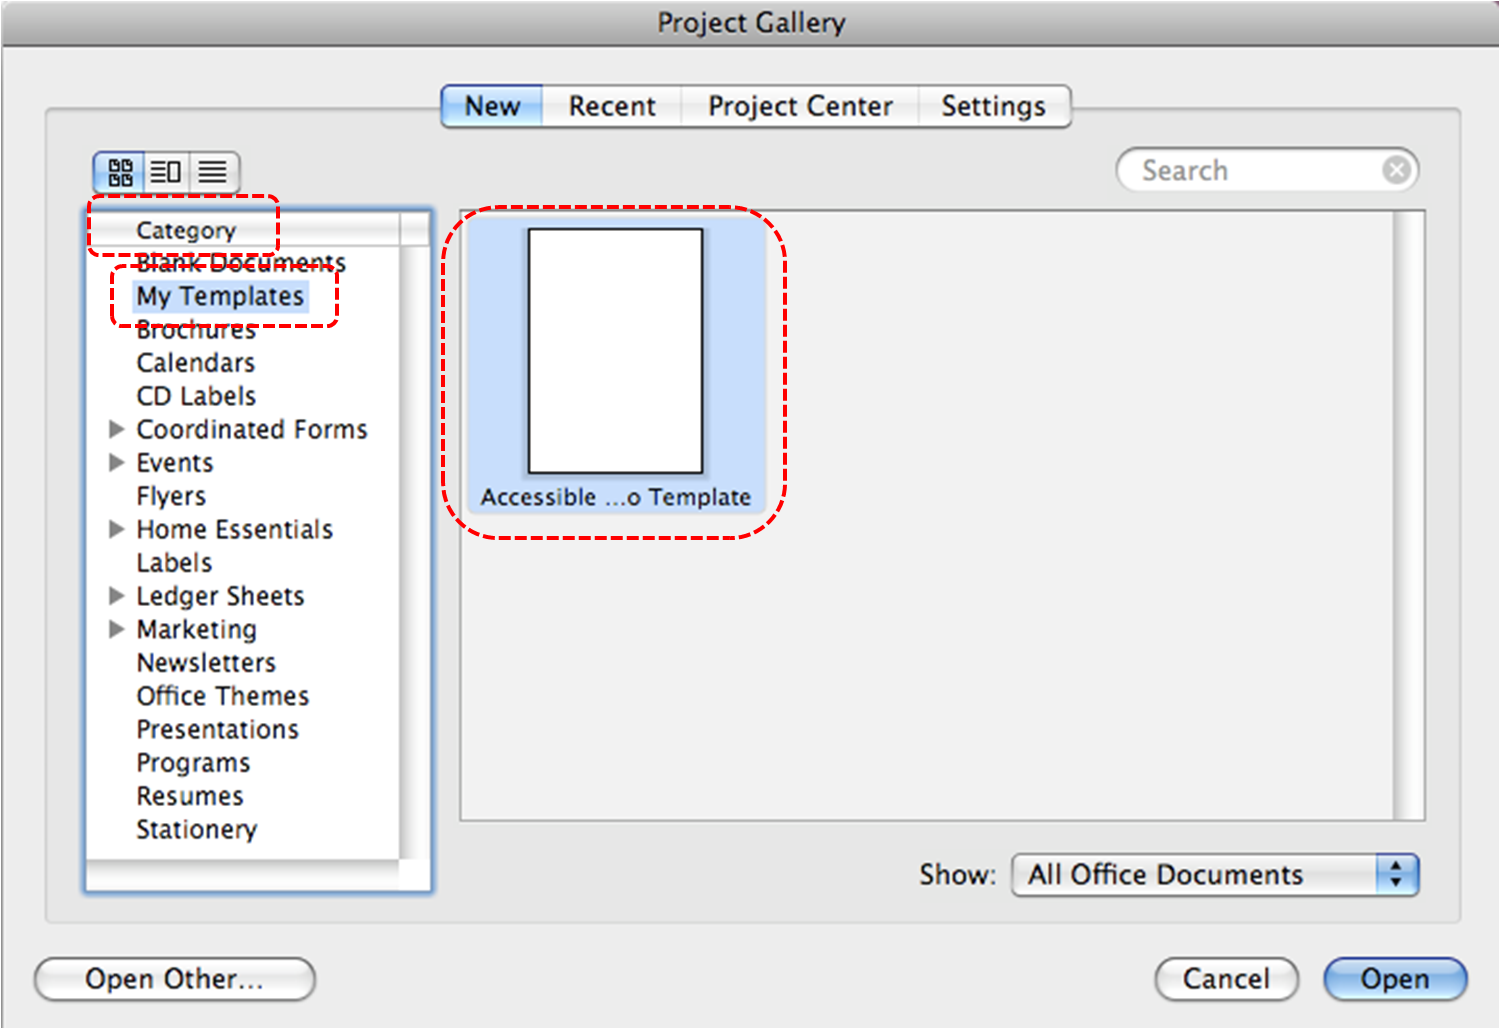 Project Gallery
New Recent Project Center Settings
Search
Category
Blank Documents
My Templates
Brochures
Calendars
CD Labels
Coordinated Forms
Events
Flyers
Home Essentials
Labels
Ledger Sheets
Marketing
Newsletters
Office Themes
Presentations
Programs
Resumes
Stationery
Accessible ...o Template
Show: All Office Documents
Open Other... Cancel Open